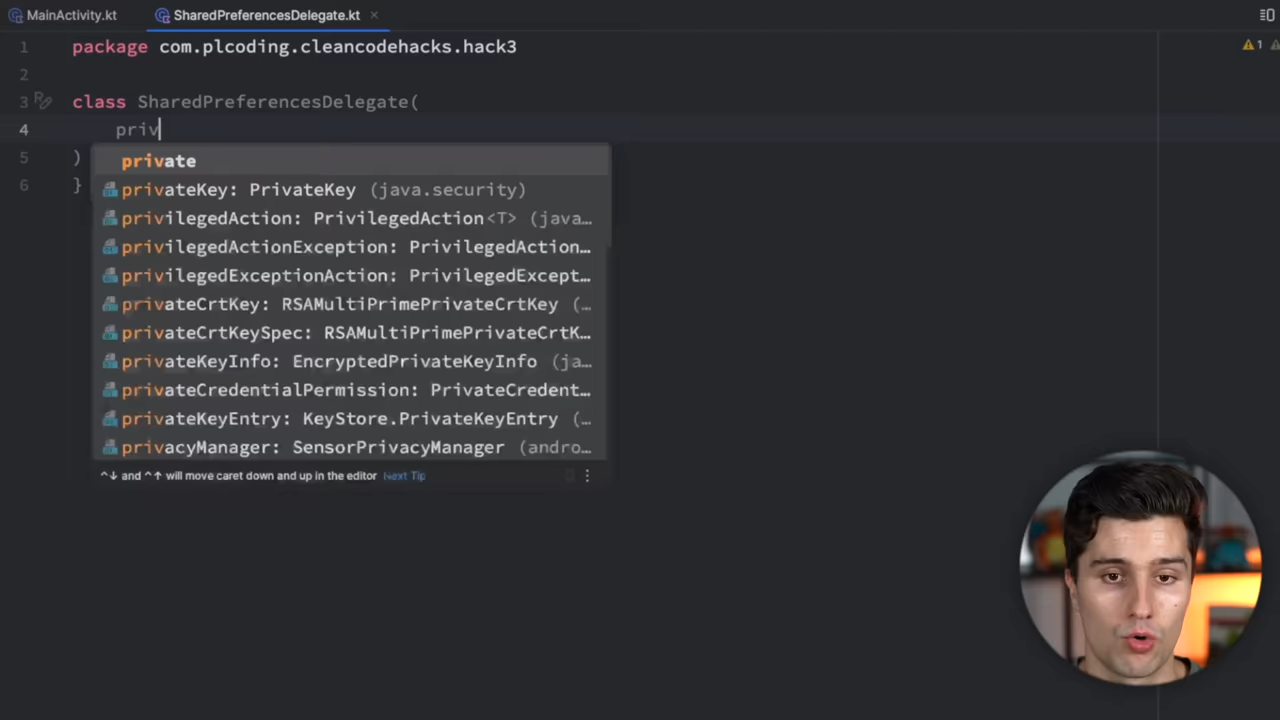 MainActivity.kt
SharedPreferencesDelegate.kt
1 package com.plcoding.cleancodehacks.hack3
1
2
3 class SharedPreferencesDelegate(
4 priv
5 )
6 }
private
privateKey: PrivateKey (java.security)
privilegedAction: PrivilegedAction<T> (java…
privilegedActionException: PrivilegedAction…
privilegedExceptionAction: PrivilegedExcept…
privateCrtKey: RSAMultiPrimePrivateCrtKey (…
privateCrtKeySpec: RSAMultiPrimePrivateCrtK…
privateKeyInfo: EncryptedPrivateKeyInfo (ja…
privateCredentialPermission: PrivateCredent…
privateKeyEntry: KeyStore.PrivateKeyEntry (…
privacyManager: SensorPrivacyManager (andro…
^↓ and ^↑ will move caret down and up in the editor Next Tip